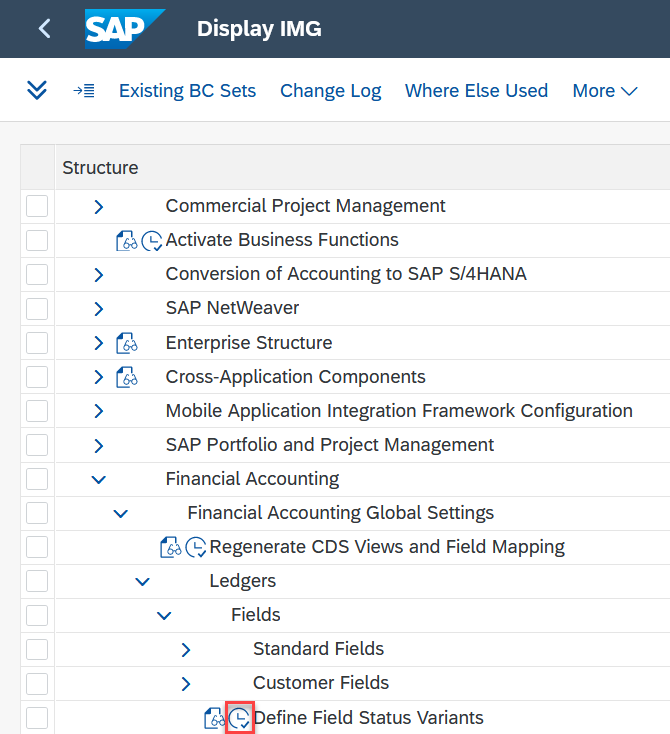 SAP Display IMG
Existing BC Sets Change Log Where Else Used More
Structure
Commercial Project Management
Activate Business Functions
Conversion of Accounting to SAP S/4HANA
SAP NetWeaver
Enterprise Structure
Cross-Application Components
Mobile Application Integration Framework Configuration
SAP Portfolio and Project Management
Financial Accounting
Financial Accounting Global Settings
Regenerate CDS Views and Field Mapping
Ledgers
Fields
Standard Fields
Customer Fields
Define Field Status Variants